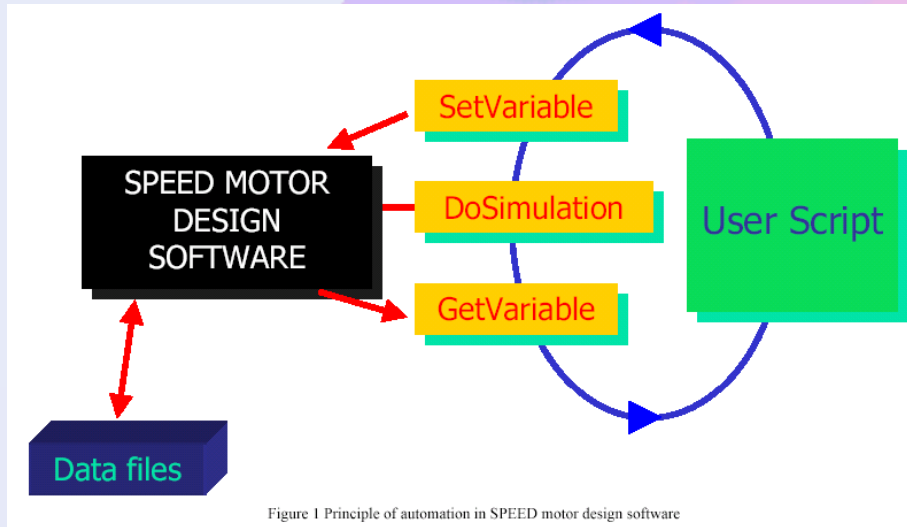 SetVariable
SPEED MOTOR
DESIGN
SOFTWARE
DoSimulation
User Script
GetVariable
Data files
Figure 1 Principle of automation in SPEED motor design software